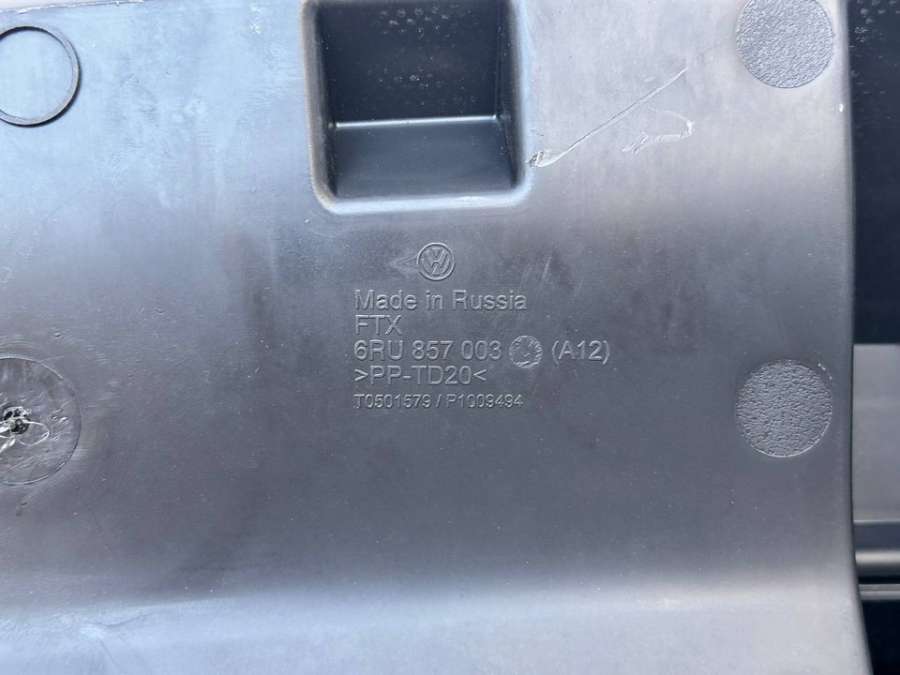 Made in Russia
FTX
6RU 857 003 (A12)
>PP-TD20<
T0501579 / P1009494